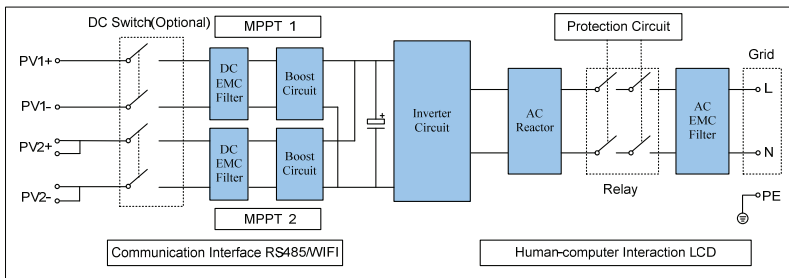 DC Switch(Optional)
MPPT 1
Protection Circuit
Grid
PV1+
PV1-
PV2+
PV2-
DC
EMC
Filter
Boost
Circuit
DC
EMC
Filter
Boost
Circuit
+
Inverter
Circuit
AC
Reactor
Relay
AC
EMC
Filter
L
N
PE
MPPT 2
Communication Interface RS485/WIFI
Human-computer Interaction LCD